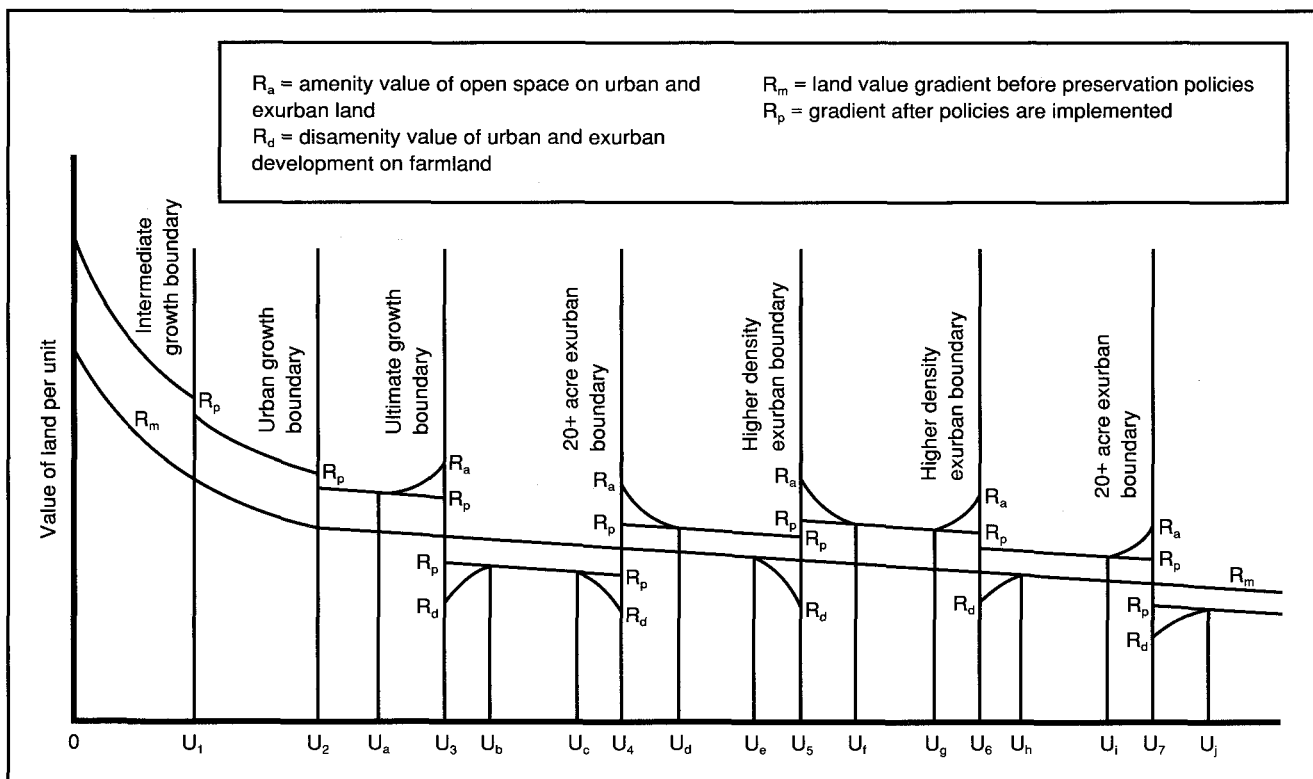 Rₐ = amenity value of open space on urban and
exurban land
R_d = disamenity value of urban and exurban
development on farmland
Rₘ = land value gradient before preservation policies
Rₚ = gradient after policies are implemented
Value of land per unit
Intermediate
growth boundary
Urban growth
boundary
Ultimate growth
boundary
20+ acre exurban
boundary
Higher density
exurban boundary
Higher density
exurban boundary
20+ acre exurban
boundary
Rₘ
Rₚ
Rₚ
Rₐ
Rₚ
Rₚ
R_d
Rₐ
Rₚ
Rₚ
R_d
Rₐ
Rₚ
Rₚ
R_d
Rₐ
Rₚ
R_d
Rₐ
Rₚ
Rₚ
R_d
Rₘ
0 U₁ U₂ Uₐ U₃ U_b U_c U₄ U_d Uₑ U₅ U_f U_g U₆ Uₕ Uᵢ U₇ Uⱼ